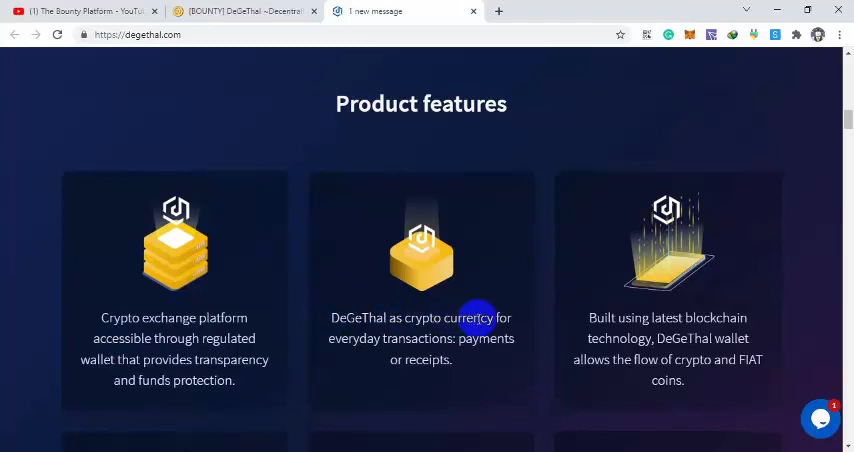 (1) The Bounty Platform - YouTu
[BOUNTY] DeGeThal ~Decentral
1 new message
https://degethal.com
Product features
Crypto exchange platform
accessible through regulated
wallet that provides transparency
and funds protection.
DeGeThal as crypto currency for
everyday transactions: payments
or receipts.
Built using latest blockchain
technology, DeGeThal wallet
allows the flow of crypto and FIAT
coins.
1